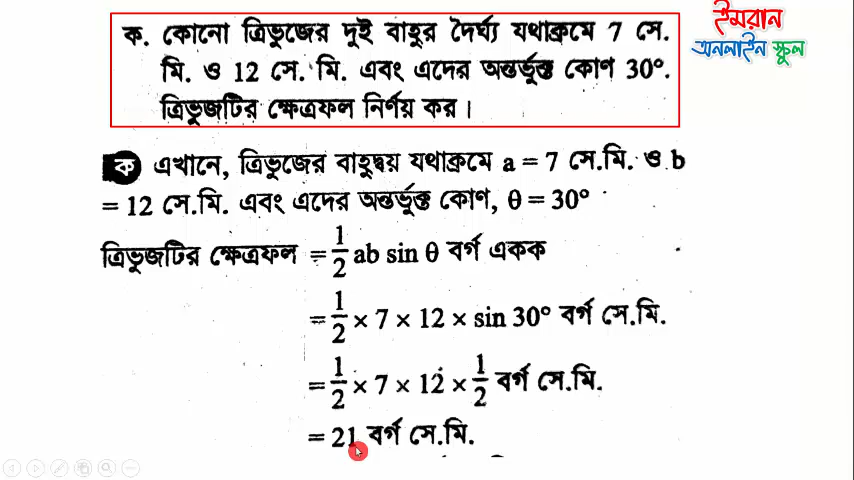 ইমরান
অনলাইন স্কুল
ক. কোনো ত্রিভুজের দুই বাহুর দৈর্ঘ্য যথাক্রমে 7 সে.
মি. ও 12 সে. মি. এবং এদের অন্তর্ভুক্ত কোণ 30°.
ত্রিভুজটির ক্ষেত্রফল নির্ণয় কর।
ক এখানে, ত্রিভুজের বাহুদ্বয় যথাক্রমে a = 7 সে.মি. ও b
= 12 সে.মি. এবং এদের অন্তর্ভুক্ত কোণ, θ = 30°
ত্রিভুজটির ক্ষেত্রফল = 1/2 ab sin θ বর্গ একক
= 1/2 × 7 × 12 × sin 30° বর্গ সে.মি.
= 1/2 × 7 × 12 × 1/2 বর্গ সে.মি.
= 21 বর্গ সে.মি.